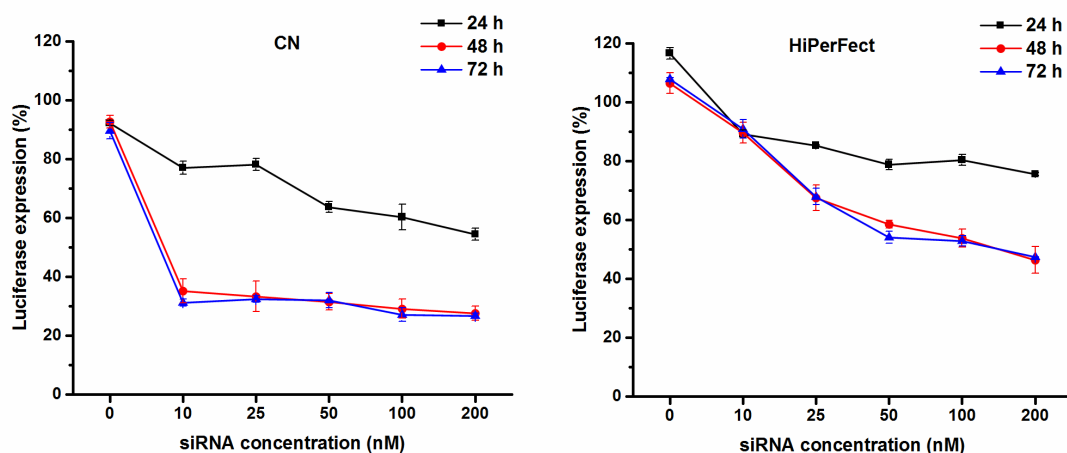 CN
24 h
48 h
72 h
Luciferase expression (%)
120
100
80
60
40
20
0
0 10 25 50 100 200
siRNA concentration (nM)
HiPerFect
24 h
48 h
72 h
Luciferase expression (%)
120
100
80
60
40
20
0
0 10 25 50 100 200
siRNA concentration (nM)